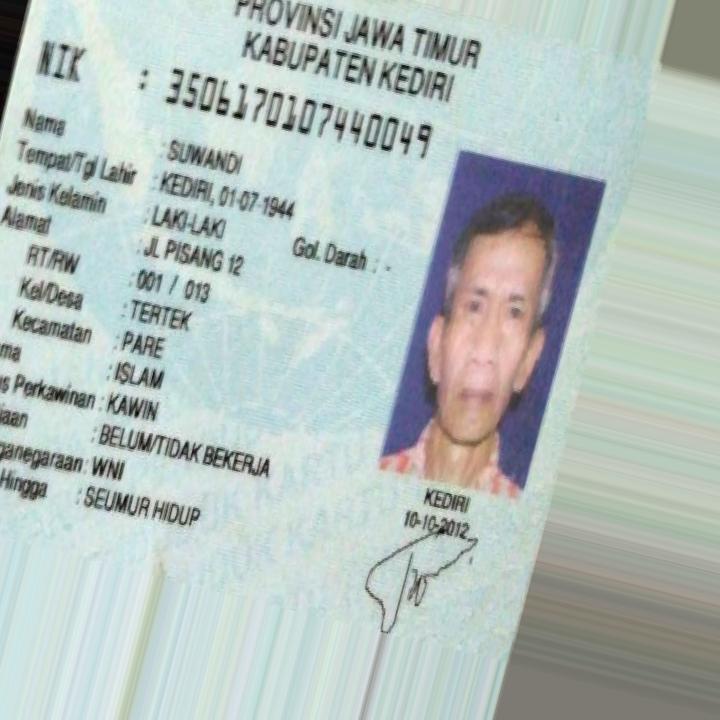 PROVINSI JAWA TIMUR
KABUPATEN KEDIRI
NIK : 3506170107440049
Nama : SUWANDI
Tempat/Tgl Lahir : KEDIRI, 01-07-1944
Jenis Kelamin : LAKI-LAKI Gol. Darah : -
Alamat : JL PISANG 12
RT/RW : 001 / 013
Kel/Desa : TERTEK
Kecamatan : PARE
ma : ISLAM
s Perkawinan : KAWIN
aan : BELUM/TIDAK BEKERJA
ganegaraan : WNI
Hingga : SEUMUR HIDUP
KEDIRI
10-10-2012